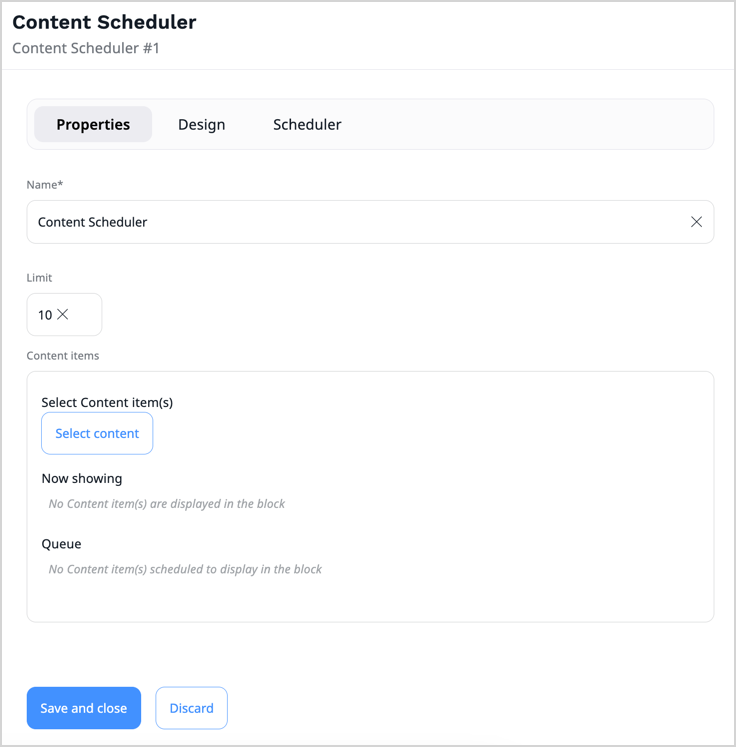 Content Scheduler
Content Scheduler #1
Properties Design Scheduler
Name*
Content Scheduler
Limit
10
Content items
Select Content item(s)
Select content
Now showing
No Content item(s) are displayed in the block
Queue
No Content item(s) scheduled to display in the block
Save and close Discard